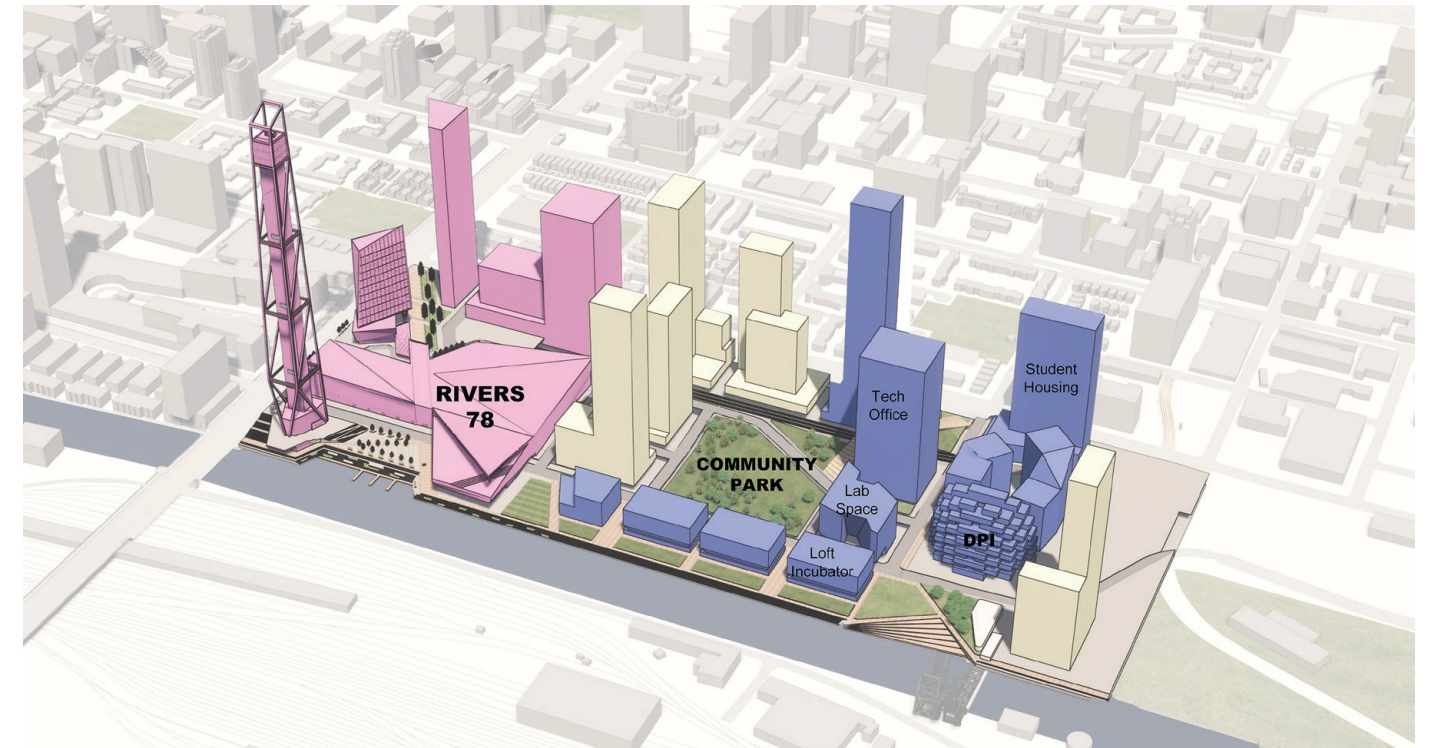 RIVERS
78
COMMUNITY
PARK
Tech
Office
Student
Housing
Lab
Space
Loft
Incubator
DPI